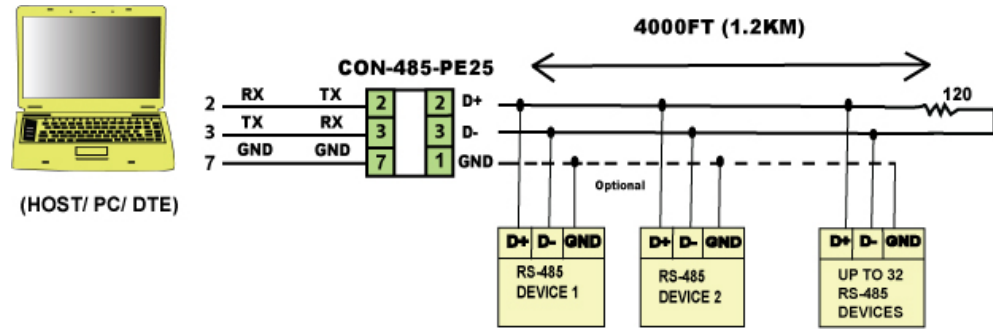 4000FT (1.2KM)
CON-485-PE25
2 RX TX 2 2 D+
3 TX RX 3 3 D-
7 GND GND 7 1 GND
120
Optional
(HOST/ PC/ DTE)
D+ D- GND
RS-485
DEVICE 1
D+ D- GND
RS-485
DEVICE 2
D+ D- GND
UP TO 32
RS-485
DEVICES